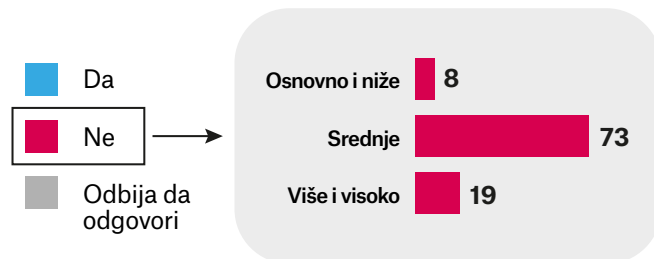 Da
Ne
Odbija da
odgovori
Osnovno i niže 8
Srednje 73
Više i visoko 19